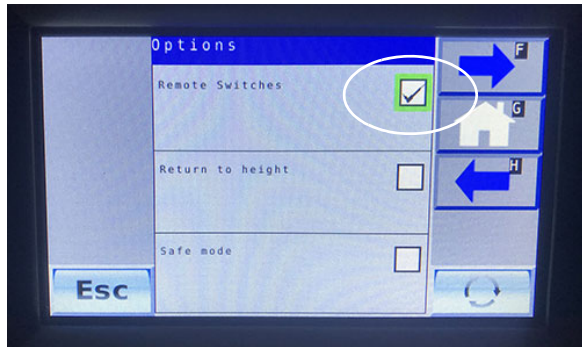 Options
F
Remote Switches
G
Return to height
H
Safe mode
Esc